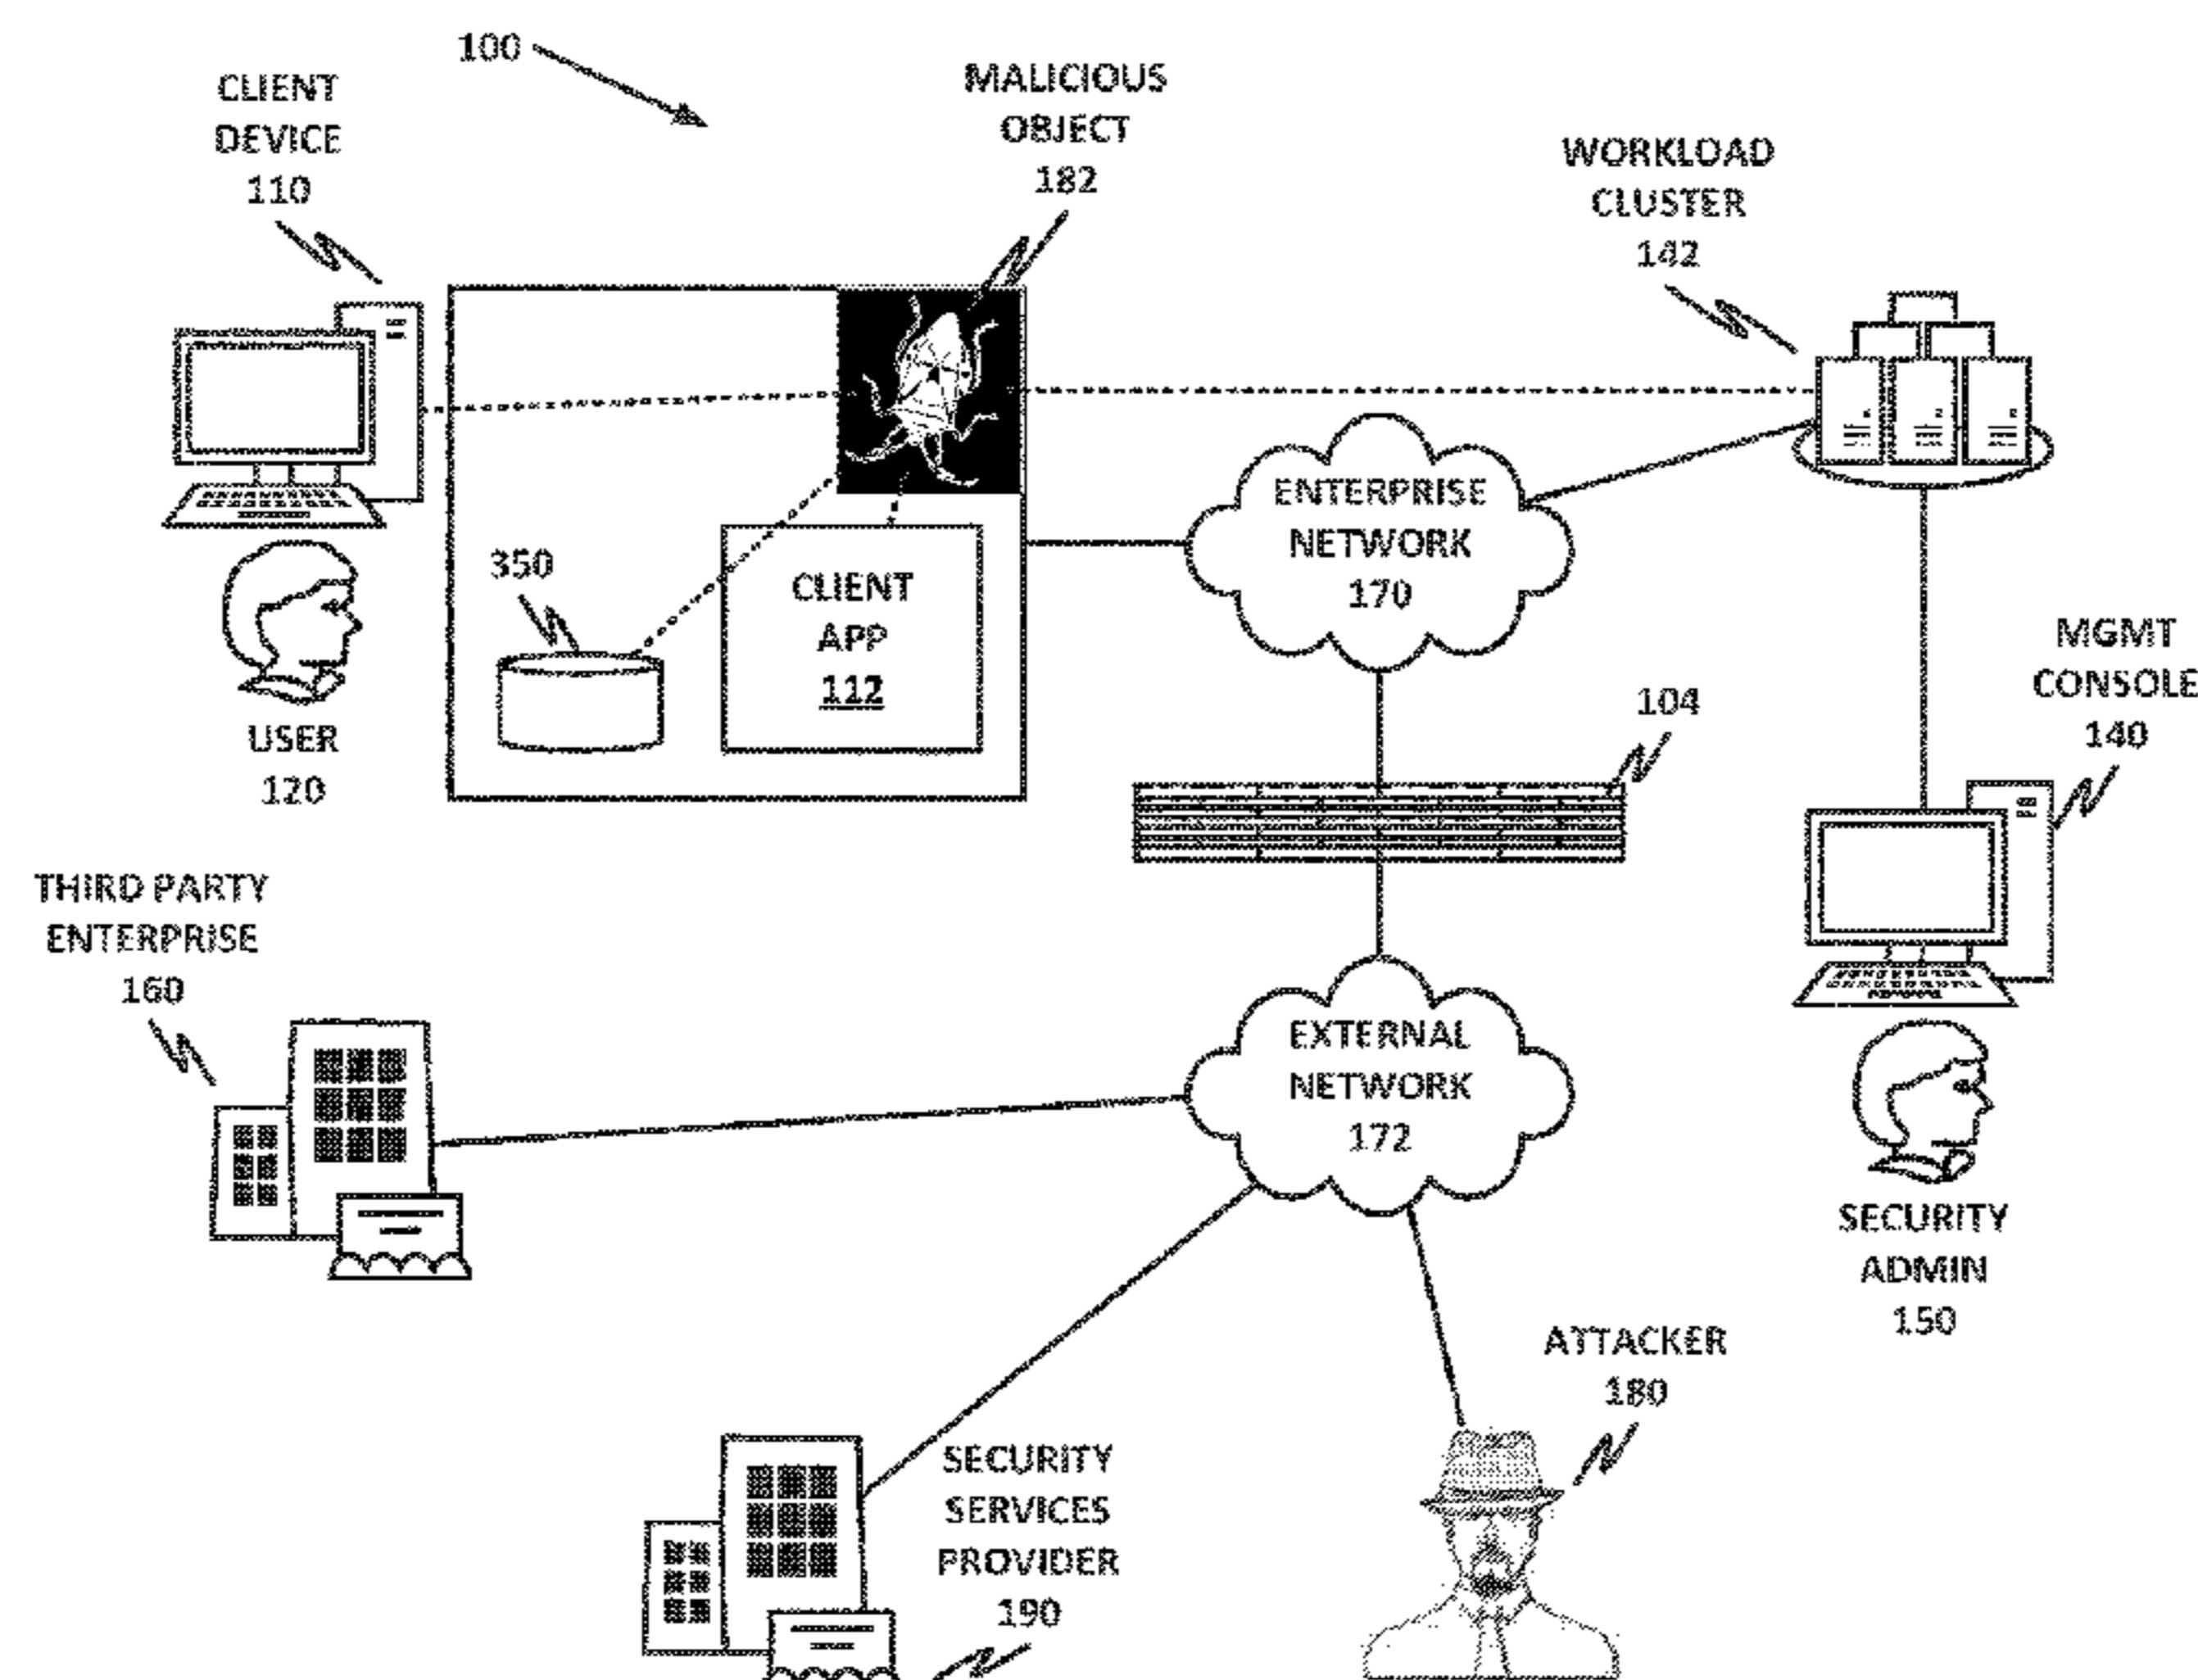 100
CLIENT
DEVICE
110
MALICIOUS
OBJECT
182
WORKLOAD
CLUSTER
142
ENTERPRISE
NETWORK
170
350
CLIENT
APP
112
USER
120
MGMT
CONSOLE
140
104
THIRD PARTY
ENTERPRISE
160
EXTERNAL
NETWORK
172
SECURITY
ADMIN
150
ATTACKER
180
SECURITY
SERVICES
PROVIDER
190